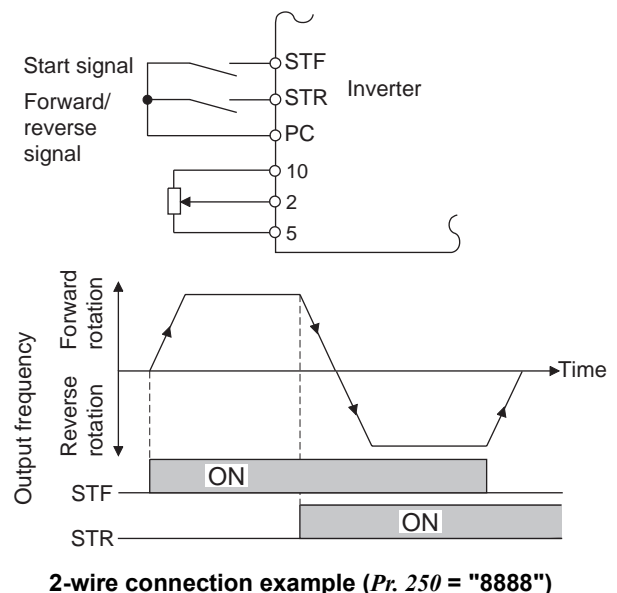 Start signal
Forward/
reverse
signal
STF
STR
PC
10
2
5
Inverter
Output frequency
Forward
rotation
Reverse
rotation
Time
ON
STF
ON
STR
2-wire connection example (Pr. 250 = "8888")